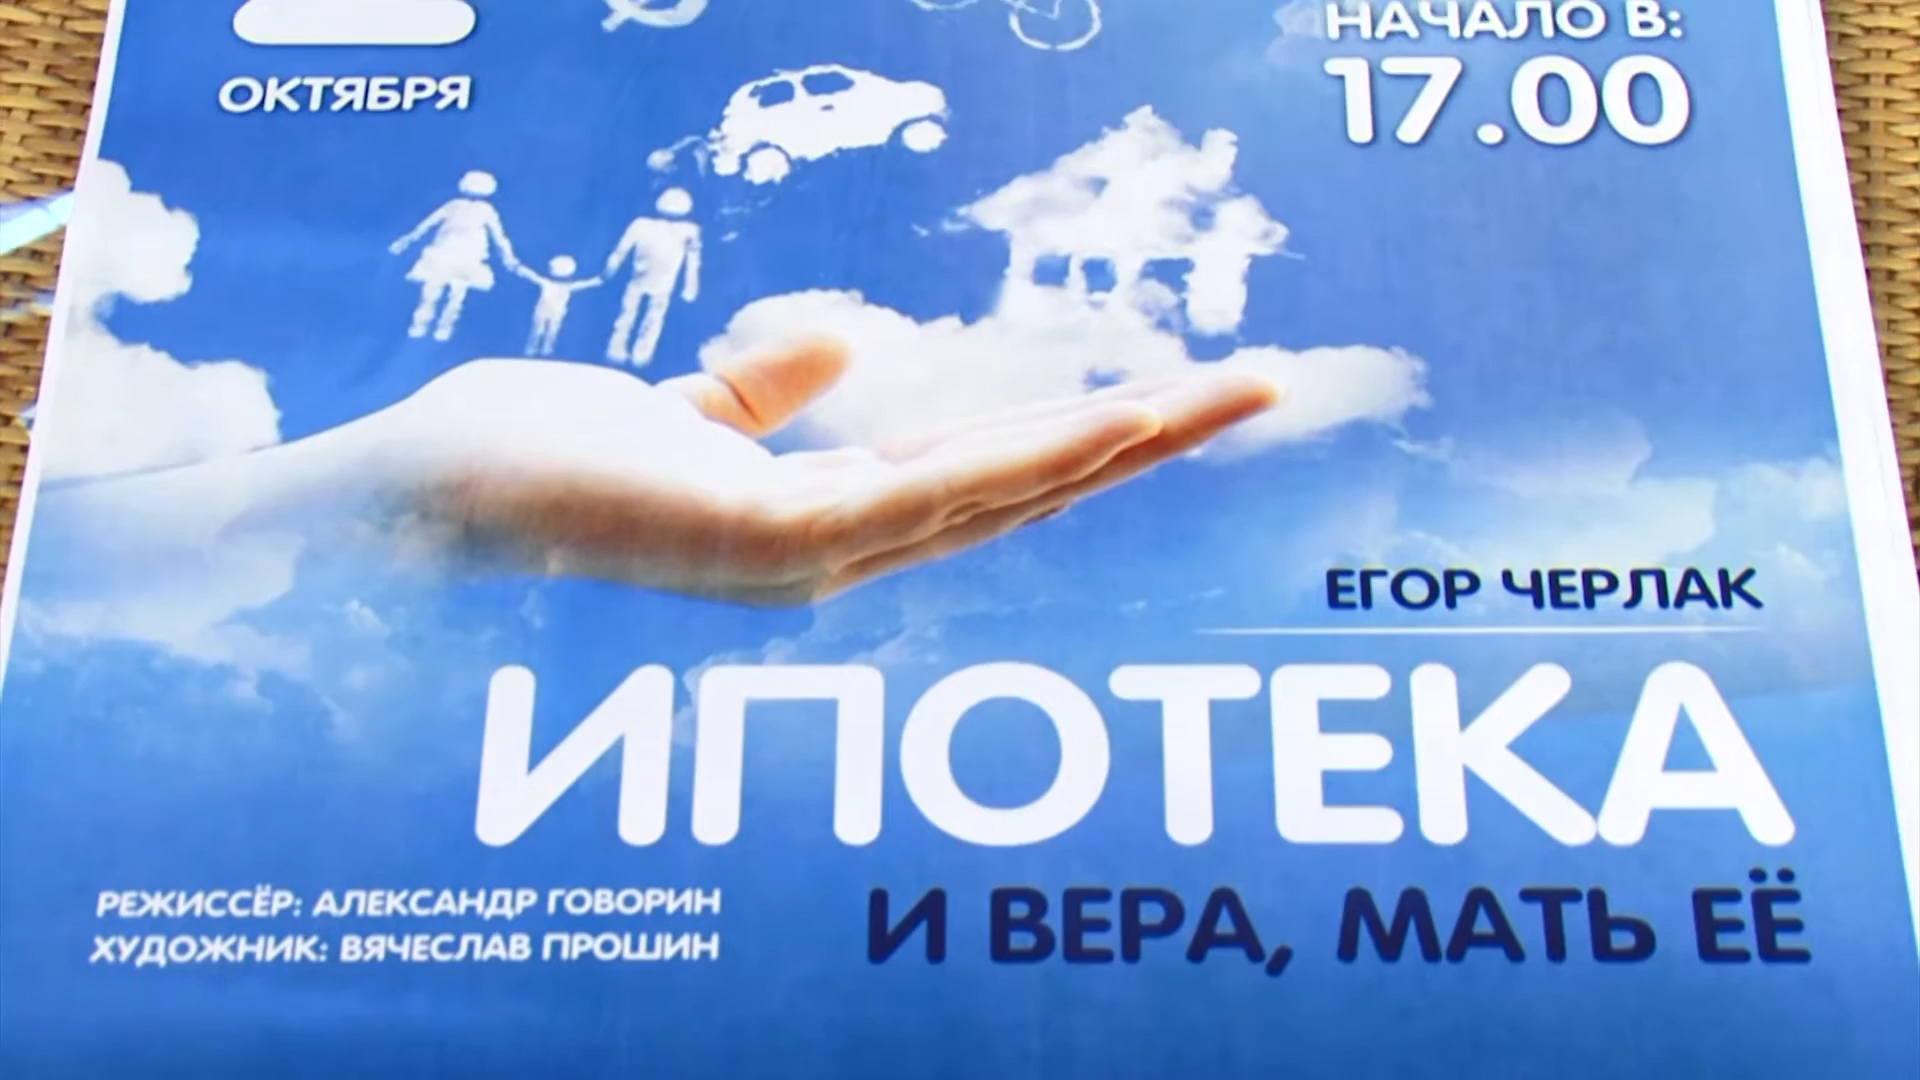 ОКТЯБРЯ
НАЧАЛО В:
17.00
ЕГОР ЧЕРЛАК
ИПОТЕКА
И ВЕРА, МАТЬ ЕЁ
РЕЖИССЁР: АЛЕКСАНДР ГОВОРИН
ХУДОЖНИК: ВЯЧЕСЛАВ ПРОШИН